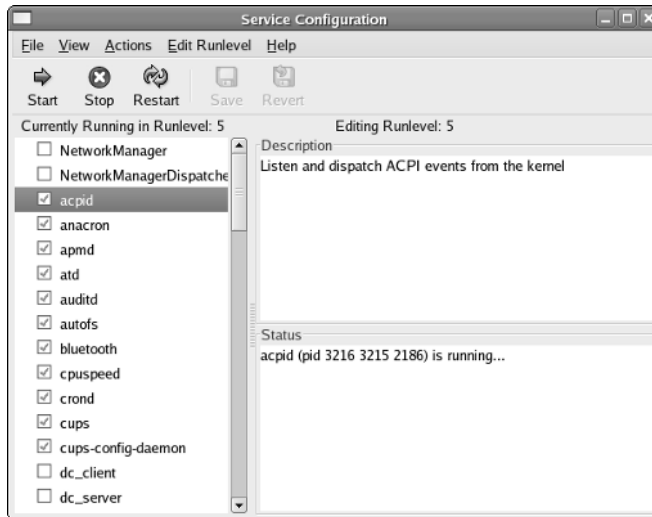 Service Configuration
File View Actions Edit Runlevel Help
Start Stop Restart Save Revert
Currently Running in Runlevel: 5 Editing Runlevel: 5
NetworkManager
NetworkManagerDispatche
acpid
anacron
apmd
atd
auditd
autofs
bluetooth
cpuspeed
crond
cups
cups-config-daemon
dc_client
dc_server
Description
Listen and dispatch ACPI events from the kernel
Status
acpid (pid 3216 3215 2186) is running...